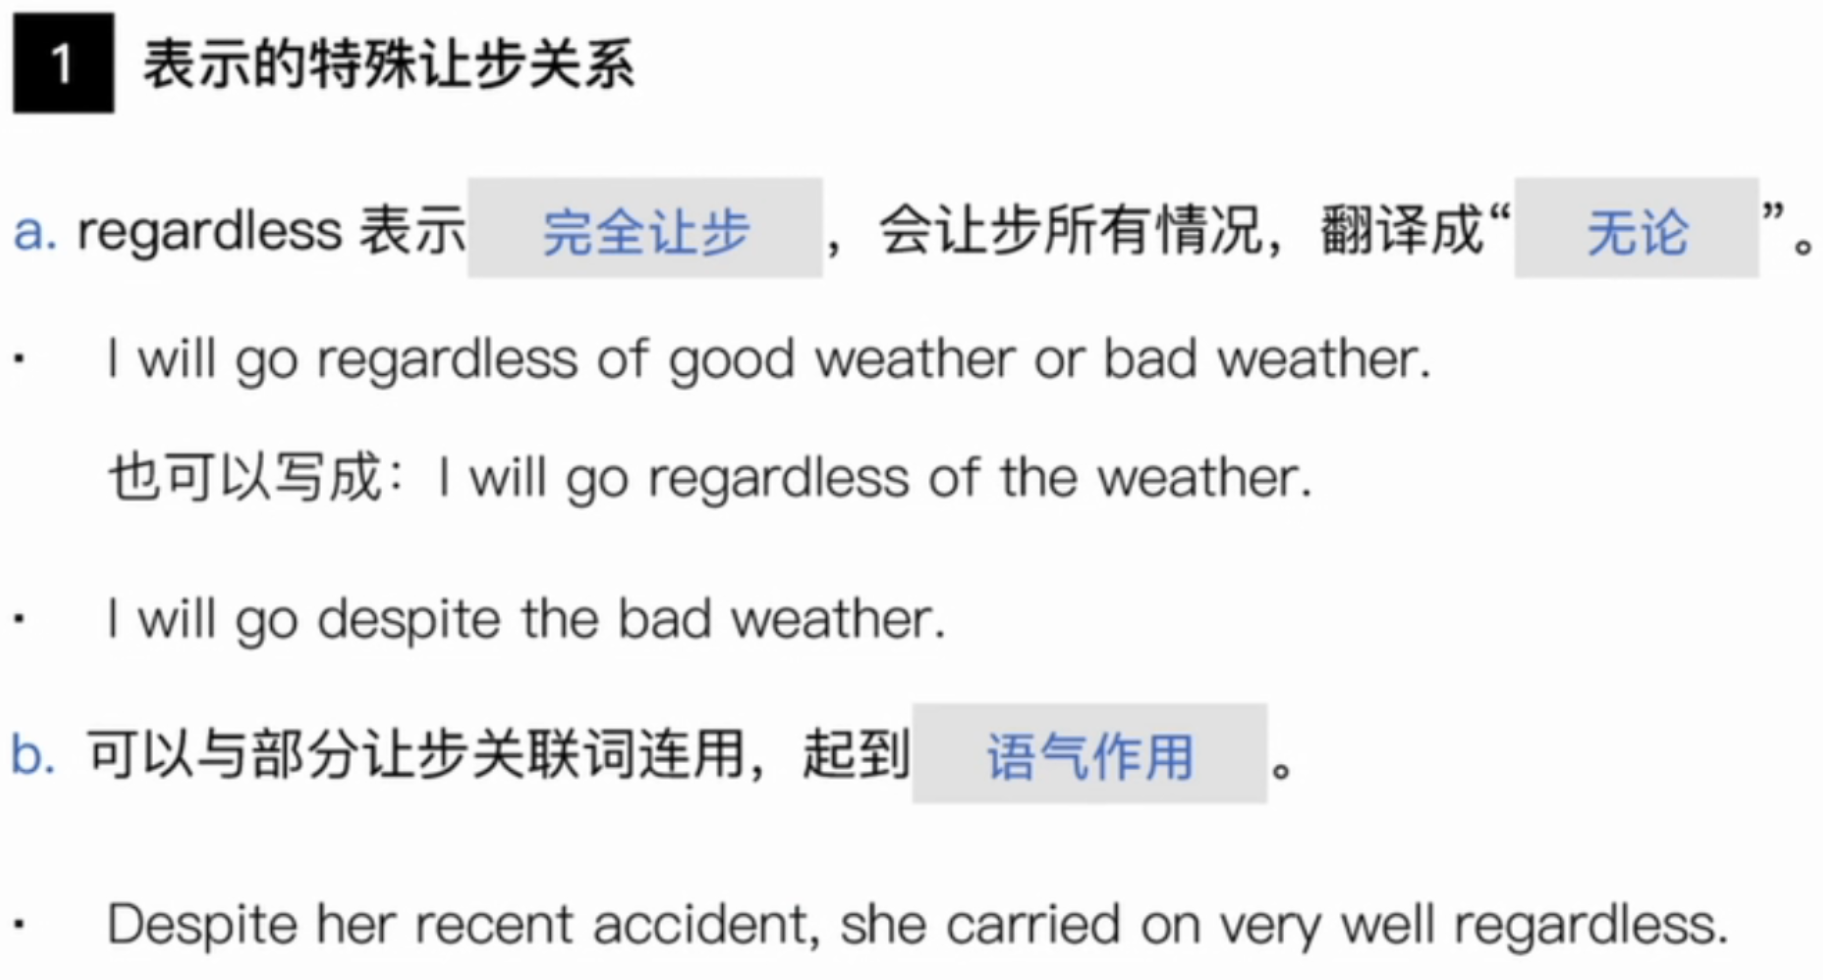 1 表示的特殊让步关系
a. regardless 表示 完全让步 ，会让步所有情况，翻译成“ 无论 ”。
· I will go regardless of good weather or bad weather.
也可以写成：I will go regardless of the weather.
· I will go despite the bad weather.
b. 可以与部分让步关联词连用，起到 语气作用 。
· Despite her recent accident, she carried on very well regardless.